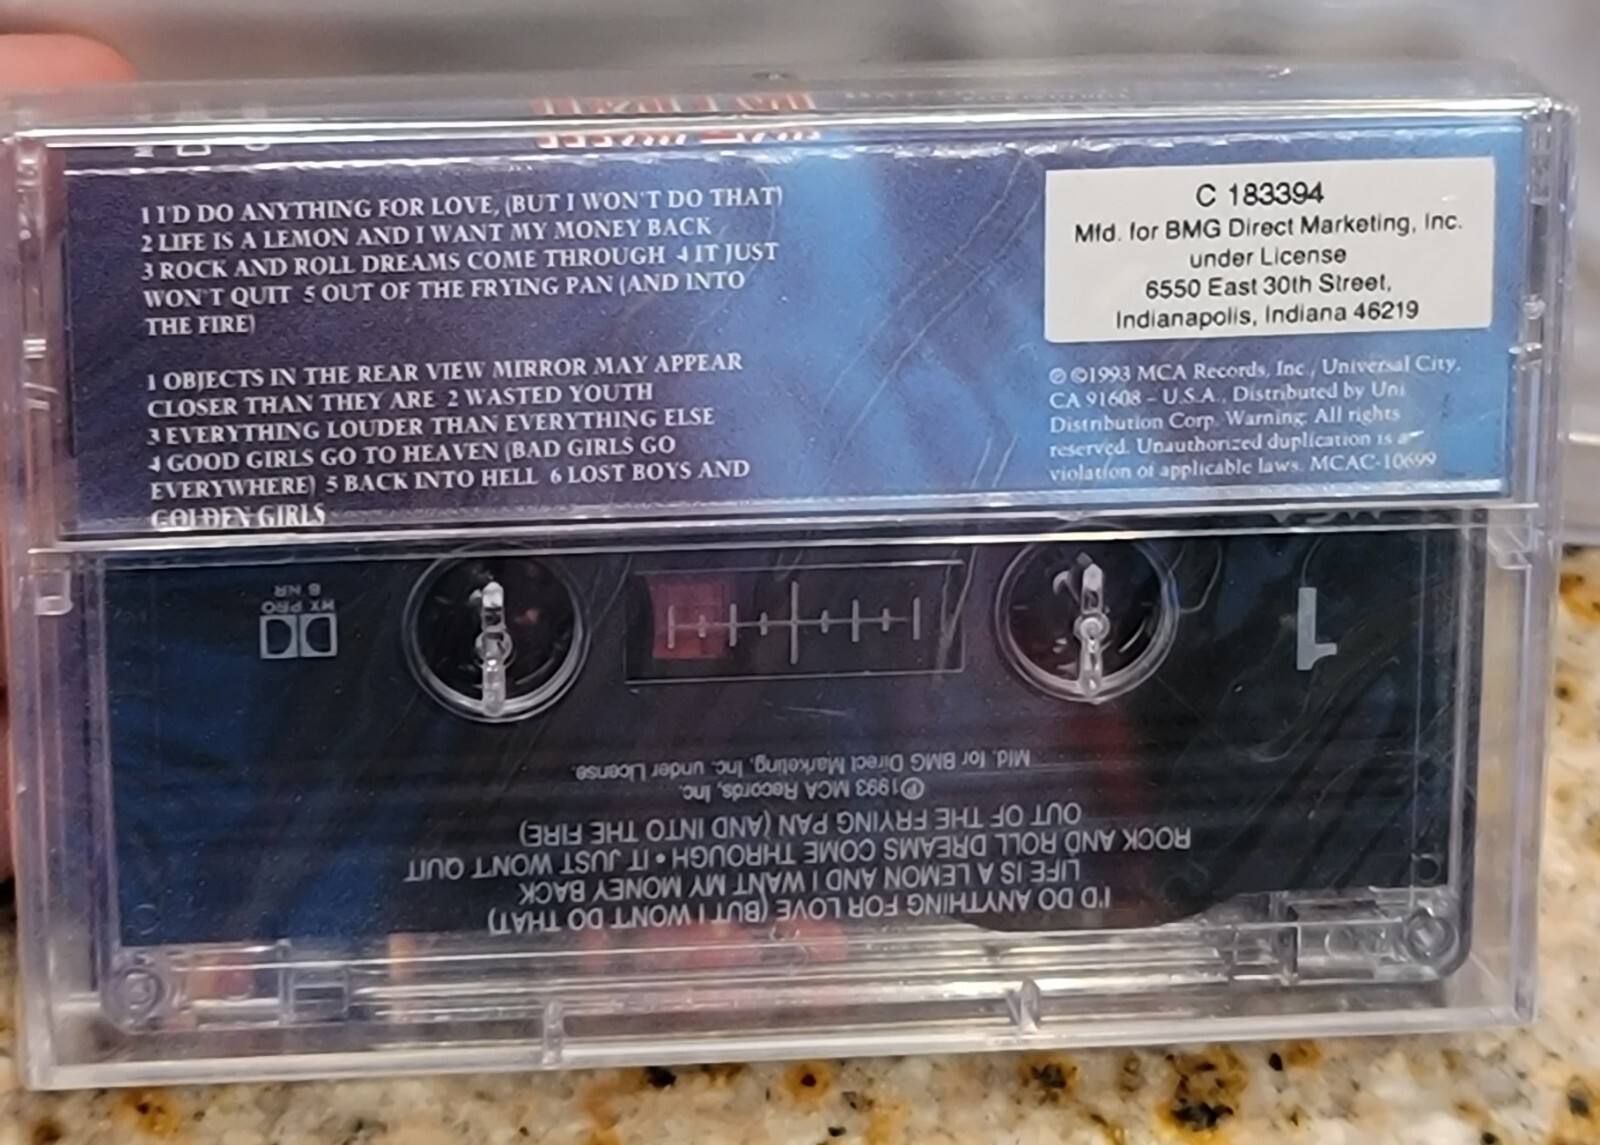 1 I'D DO ANYTHING FOR LOVE, (BUT I WON'T DO THAT)
2 LIFE IS A LEMON AND I WANT MY MONEY BACK
3 ROCK AND ROLL DREAMS COME THROUGH 4 IT JUST
WON'T QUIT 5 OUT OF THE FRYING PAN (AND INTO
THE FIRE)
1 OBJECTS IN THE REAR VIEW MIRROR MAY APPEAR
CLOSER THAN THEY ARE 2 WASTED YOUTH
3 EVERYTHING LOUDER THAN EVERYTHING ELSE
4 GOOD GIRLS GO TO HEAVEN (BAD GIRLS GO
EVERYWHERE) 5 BACK INTO HELL 6 LOST BOYS AND
GOLDEN GIRLS
C 183394
Mfd. for BMG Direct Marketing, Inc.
under License
6550 East 30th Street,
Indianapolis, Indiana 46219
℗ ©1993 MCA Records, Inc., Universal City,
CA 91608 – U.S.A., Distributed by Uni
Distribution Corp. Warning: All rights
reserved. Unauthorized duplication is a
violation of applicable laws. MCAC-10699
1
I'D DO ANYTHING FOR LOVE (BUT I WON'T DO THAT)
LIFE IS A LEMON AND I WANT MY MONEY BACK
ROCK AND ROLL DREAMS COME THROUGH • IT JUST WON'T QUIT
OUT OF THE FRYING PAN (AND INTO THE FIRE)
℗1993 MCA Records, Inc.
Mfd. for BMG Direct Marketing, Inc. under License.
HX PRO
B NR